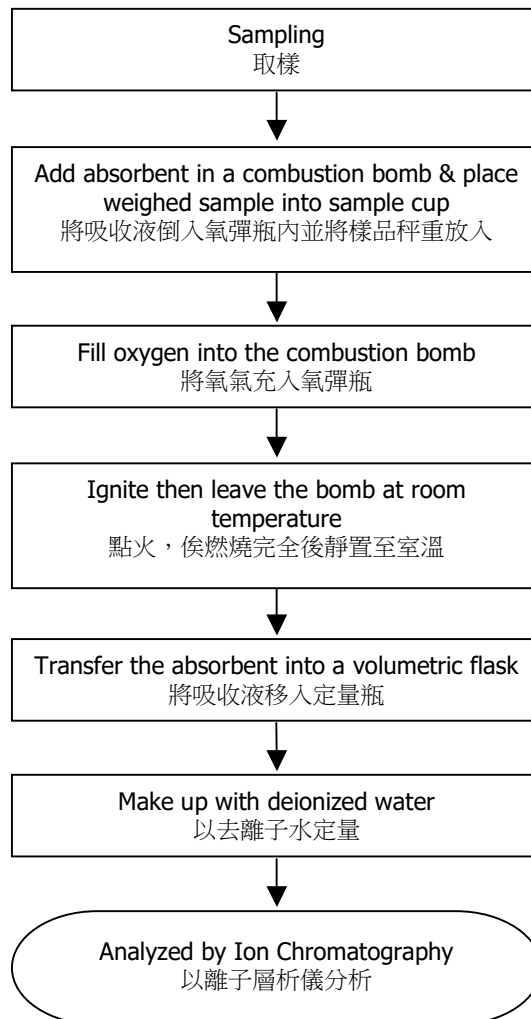 Sampling
取樣
Add absorbent in a combustion bomb & place
weighed sample into sample cup
將吸收液倒入氧彈瓶內並將樣品秤重放入
Fill oxygen into the combustion bomb
將氧氣充入氧彈瓶
Ignite then leave the bomb at room
temperature
點火，俟燃燒完全後靜置至室溫
Transfer the absorbent into a volumetric flask
將吸收液移入定量瓶
Make up with deionized water
以去離子水定量
Analyzed by Ion Chromatography
以離子層析儀分析